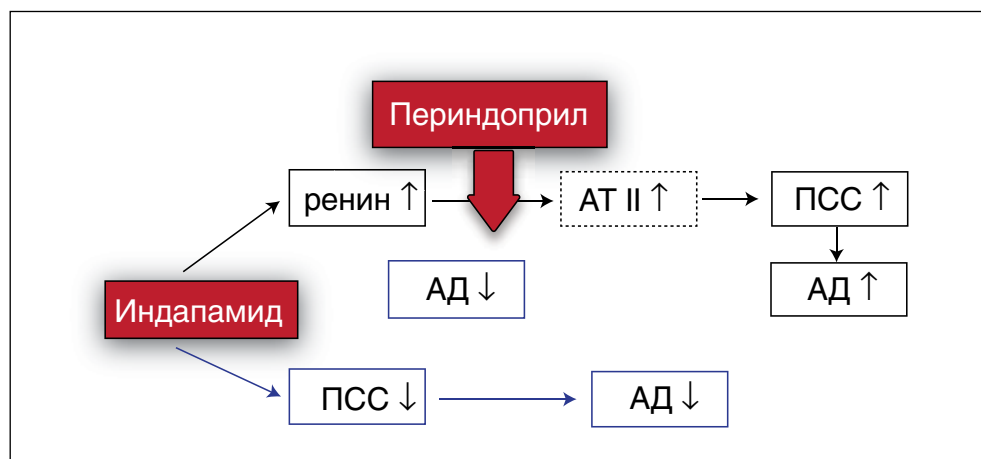 Периндоприл
ренин ↑
АТ II ↑
ПСС ↑
АД ↓
АД ↑
Индапамид
ПСС ↓
АД ↓